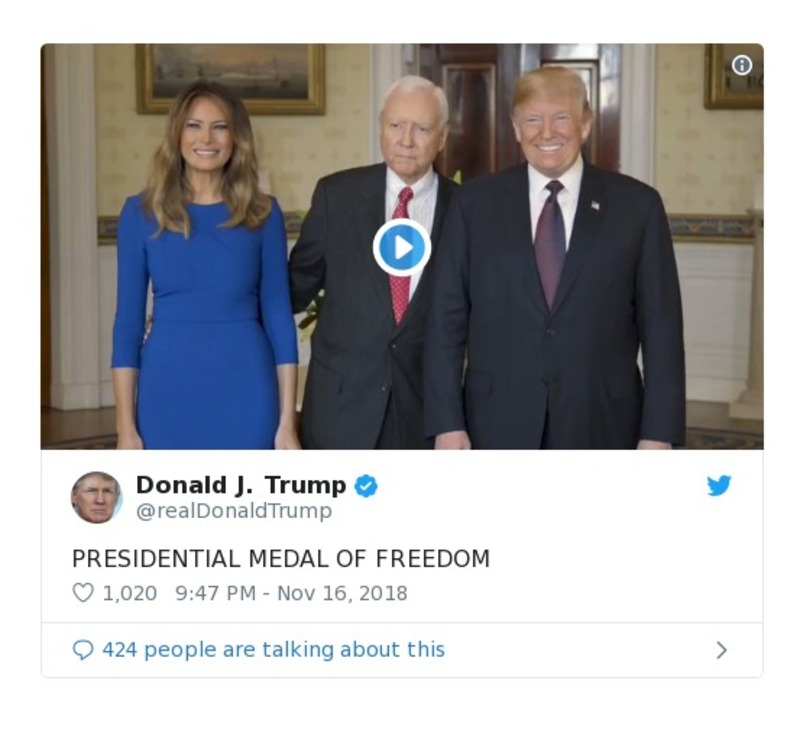 Donald J. Trump
@realDonaldTrump
PRESIDENTIAL MEDAL OF FREEDOM
1,020 9:47 PM - Nov 16, 2018
424 people are talking about this